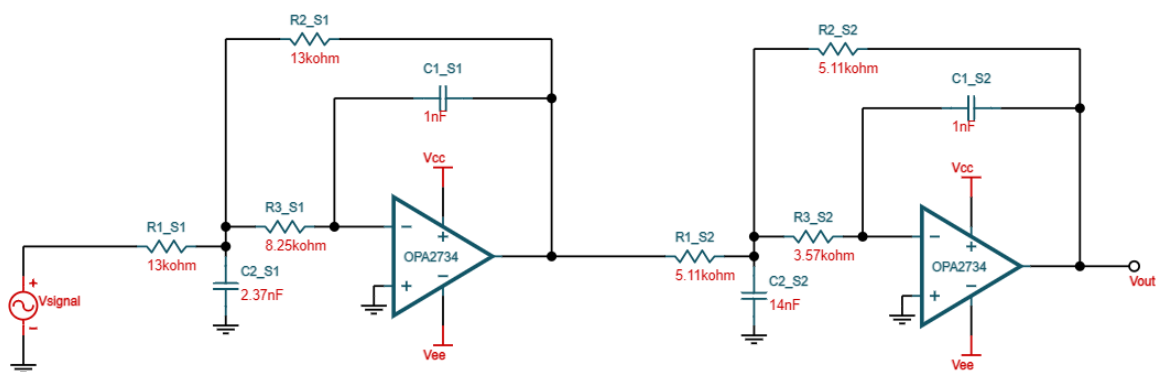 R2_S1
13kohm
C1_S1
1nF
Vcc
R1_S1
13kohm
R3_S1
8.25kohm
C2_S1
2.37nF
−
+
+
−
OPA2734
Vee
+
Vsignal
−
R2_S2
5.11kohm
C1_S2
1nF
Vcc
R1_S2
5.11kohm
R3_S2
3.57kohm
C2_S2
14nF
−
+
+
−
OPA2734
Vee
Vout